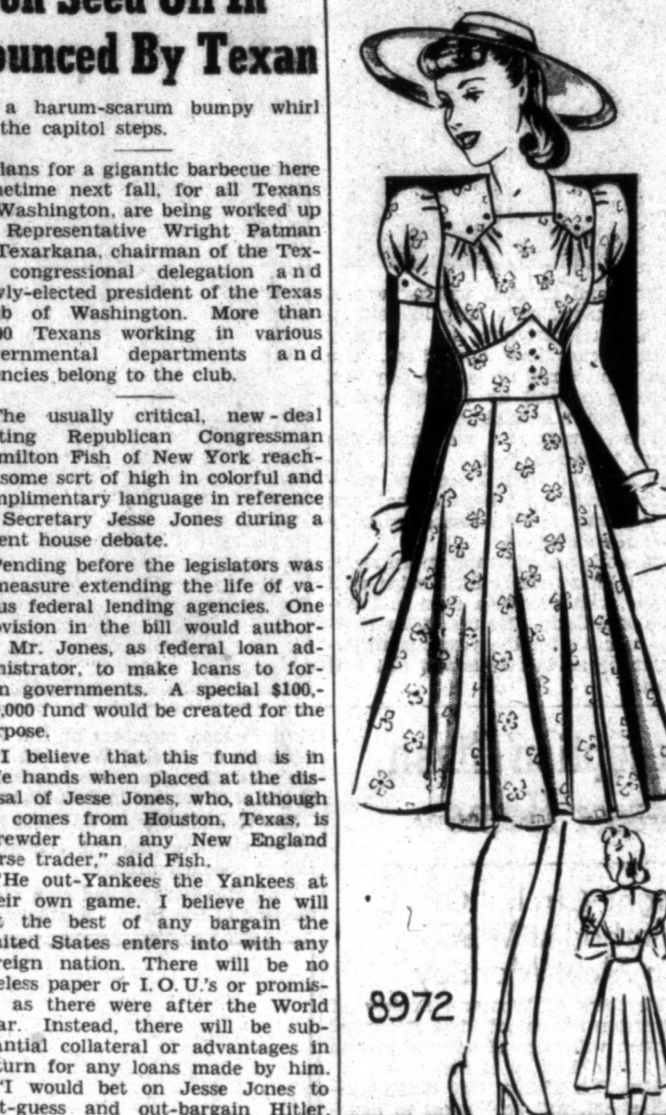 ounced By Texan
a harum-scarum bumpy whirl
the capitol steps.
lans for a gigantic barbecue here
netime next fall, for all Texans
Washington, are being worked up
Representative Wright Patman
Texarkana, chairman of the Tex-
congressional delegation and
wly-elected president of the Texas
b of Washington. More than
00 Texans working in various
ernmental departments and
ncies belong to the club.
The usually critical, new-deal
ting Republican Congressman
milton Fish of New York reach-
some scrt of high in colorful and
mplimentary language in reference
Secretary Jesse Jones during a
ent house debate.
Pending before the legislators was
measure extending the life of va-
us federal lending agencies. One
ovision in the bill would author-
Mr. Jones, as federal loan ad-
nistrator, to make lcans to for-
n governments. A special $100,-
,000 fund would be created for the
rpose.
I believe that this fund is in
e hands when placed at the dis-
sal of Jesse Jones, who, although
comes from Houston, Texas, is
rewder than any New England
rse trader," said Fish.
"He out-Yankees the Yankees at
eir own game. I believe he will
t the best of any bargain the
nited States enters into with any
reign nation. There will be no
eless paper or I. O. U.'s or promis-
as there were after the World
ar. Instead, there will be sub-
antial collateral or advantages in
turn for any loans made by him.
"I would bet on Jesse Jcnes to
t-guess and out-bargain Hitler,
8972